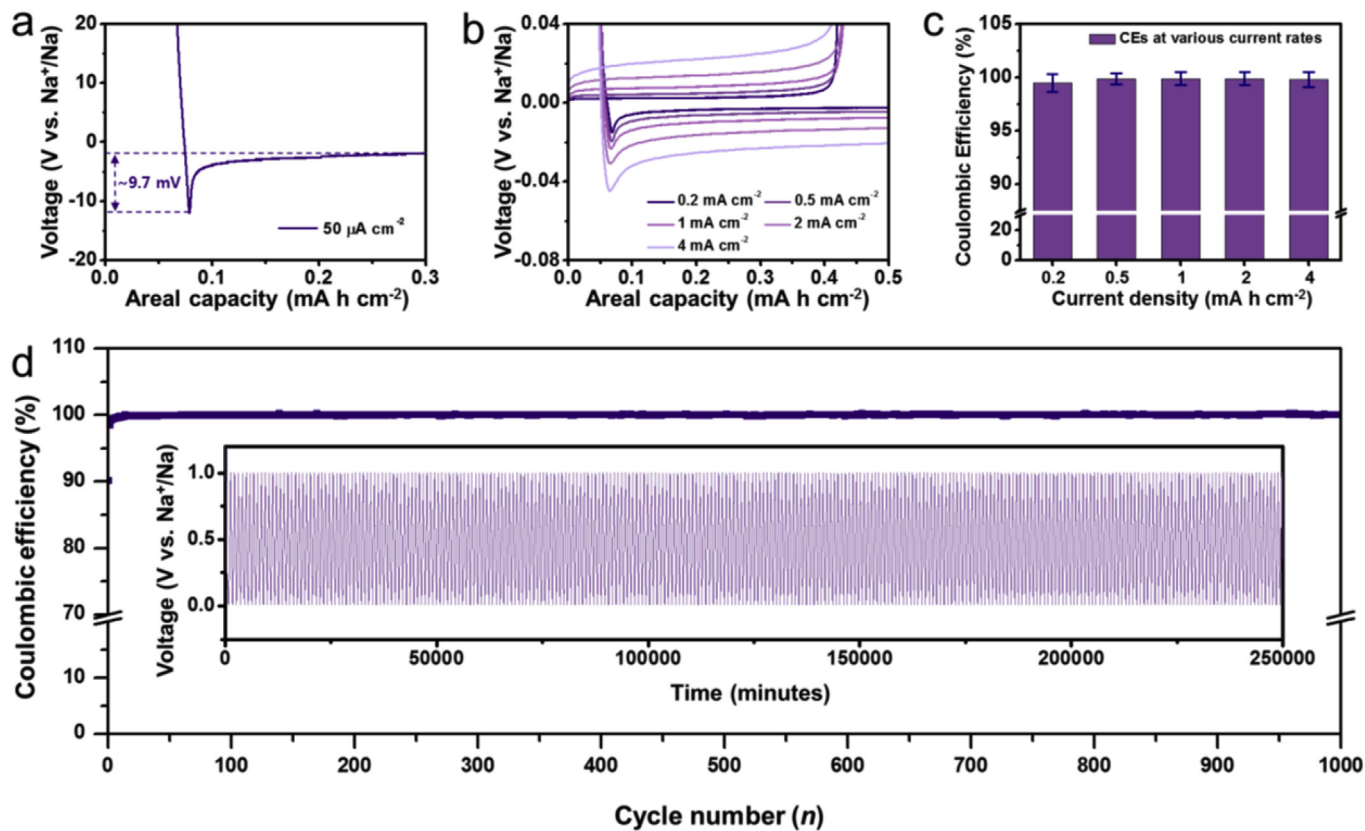 a
20
10
0
-10
-20
Voltage (V vs. Na⁺/Na)
~9.7 mV
50 μA cm⁻²
0.0 0.1 0.2 0.3
Areal capacity (mA h cm⁻²)
b
0.04
0.00
-0.04
-0.08
Voltage (V vs. Na⁺/Na)
0.2 mA cm⁻² 0.5 mA cm⁻²
1 mA cm⁻² 2 mA cm⁻²
4 mA cm⁻²
0.0 0.1 0.2 0.3 0.4 0.5
Areal capacity (mA h cm⁻²)
c
105
100
95
90
20
0
Coulombic Efficiency (%)
CEs at various current rates
0.2 0.5 1 2 4
Current density (mA h cm⁻²)
d
110
100
90
80
70
10
0
Coulombic efficiency (%)
1.0
0.5
0.0
Voltage (V vs. Na⁺/Na)
0 50000 100000 150000 200000 250000
Time (minutes)
0 100 200 300 400 500 600 700 800 900 1000
Cycle number (n)